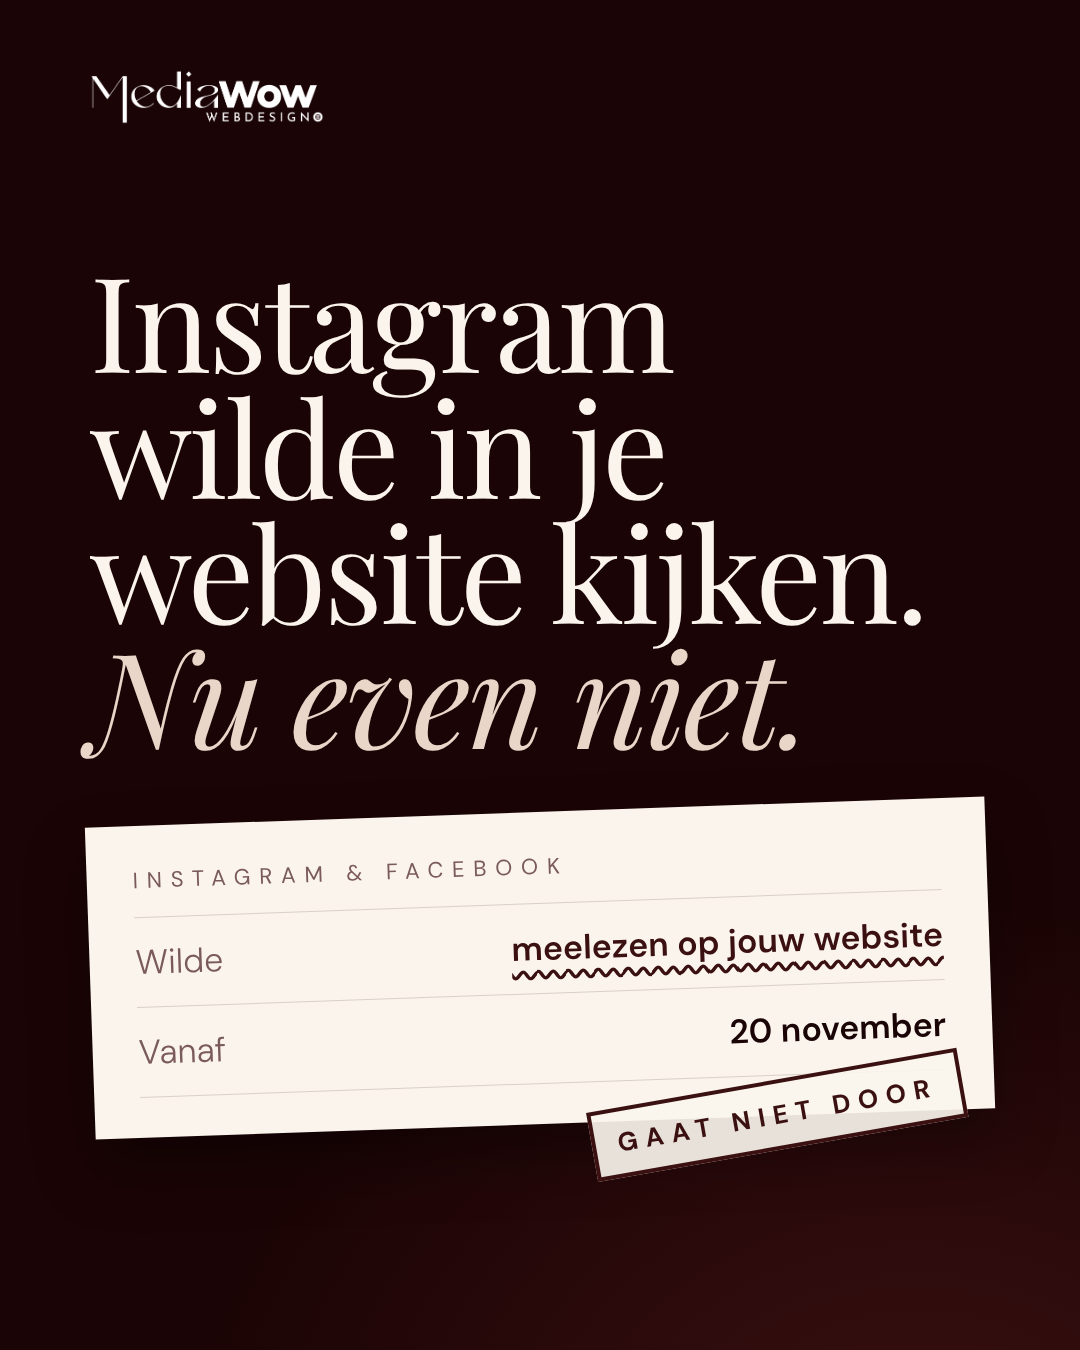 MediaWow
WEBDESIGN
Instagram
wilde in je
website kijken.
Nu even niet.
INSTAGRAM & FACEBOOK
Wilde meelezen op jouw website
Vanaf 20 november
GAAT NIET DOOR